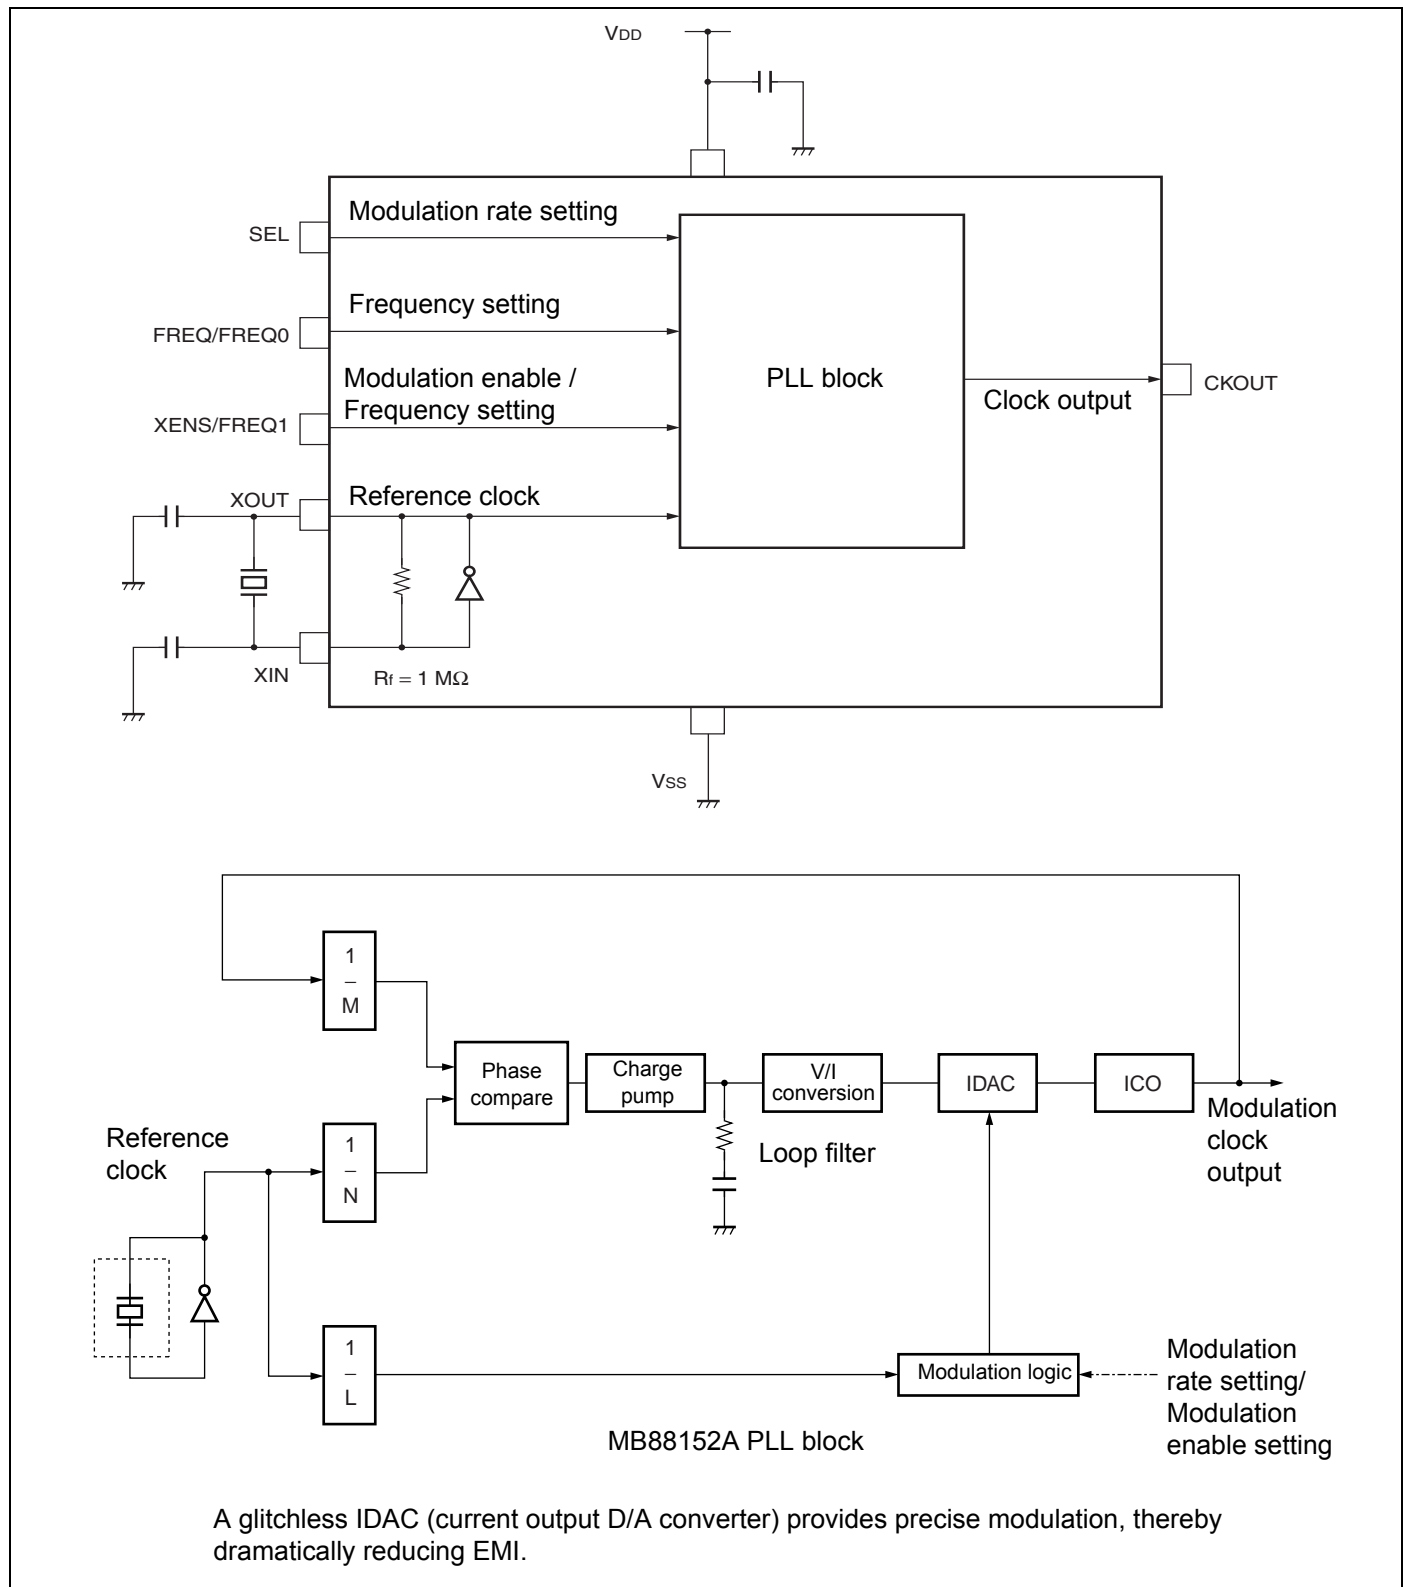 VDD
Modulation rate setting
SEL
Frequency setting
FREQ/FREQ0
Modulation enable /
Frequency setting
XENS/FREQ1
PLL block
Clock output
CKOUT
XOUT
Reference clock
XIN
Rf = 1 MΩ
VSS
1
–
M
Phase
compare
Charge
pump
V/I
conversion
IDAC
ICO
Modulation
clock
output
Reference
clock
1
–
N
Loop filter
1
–
L
Modulation logic
Modulation
rate setting/
Modulation
enable setting
MB88152A PLL block
A glitchless IDAC (current output D/A converter) provides precise modulation, thereby
dramatically reducing EMI.